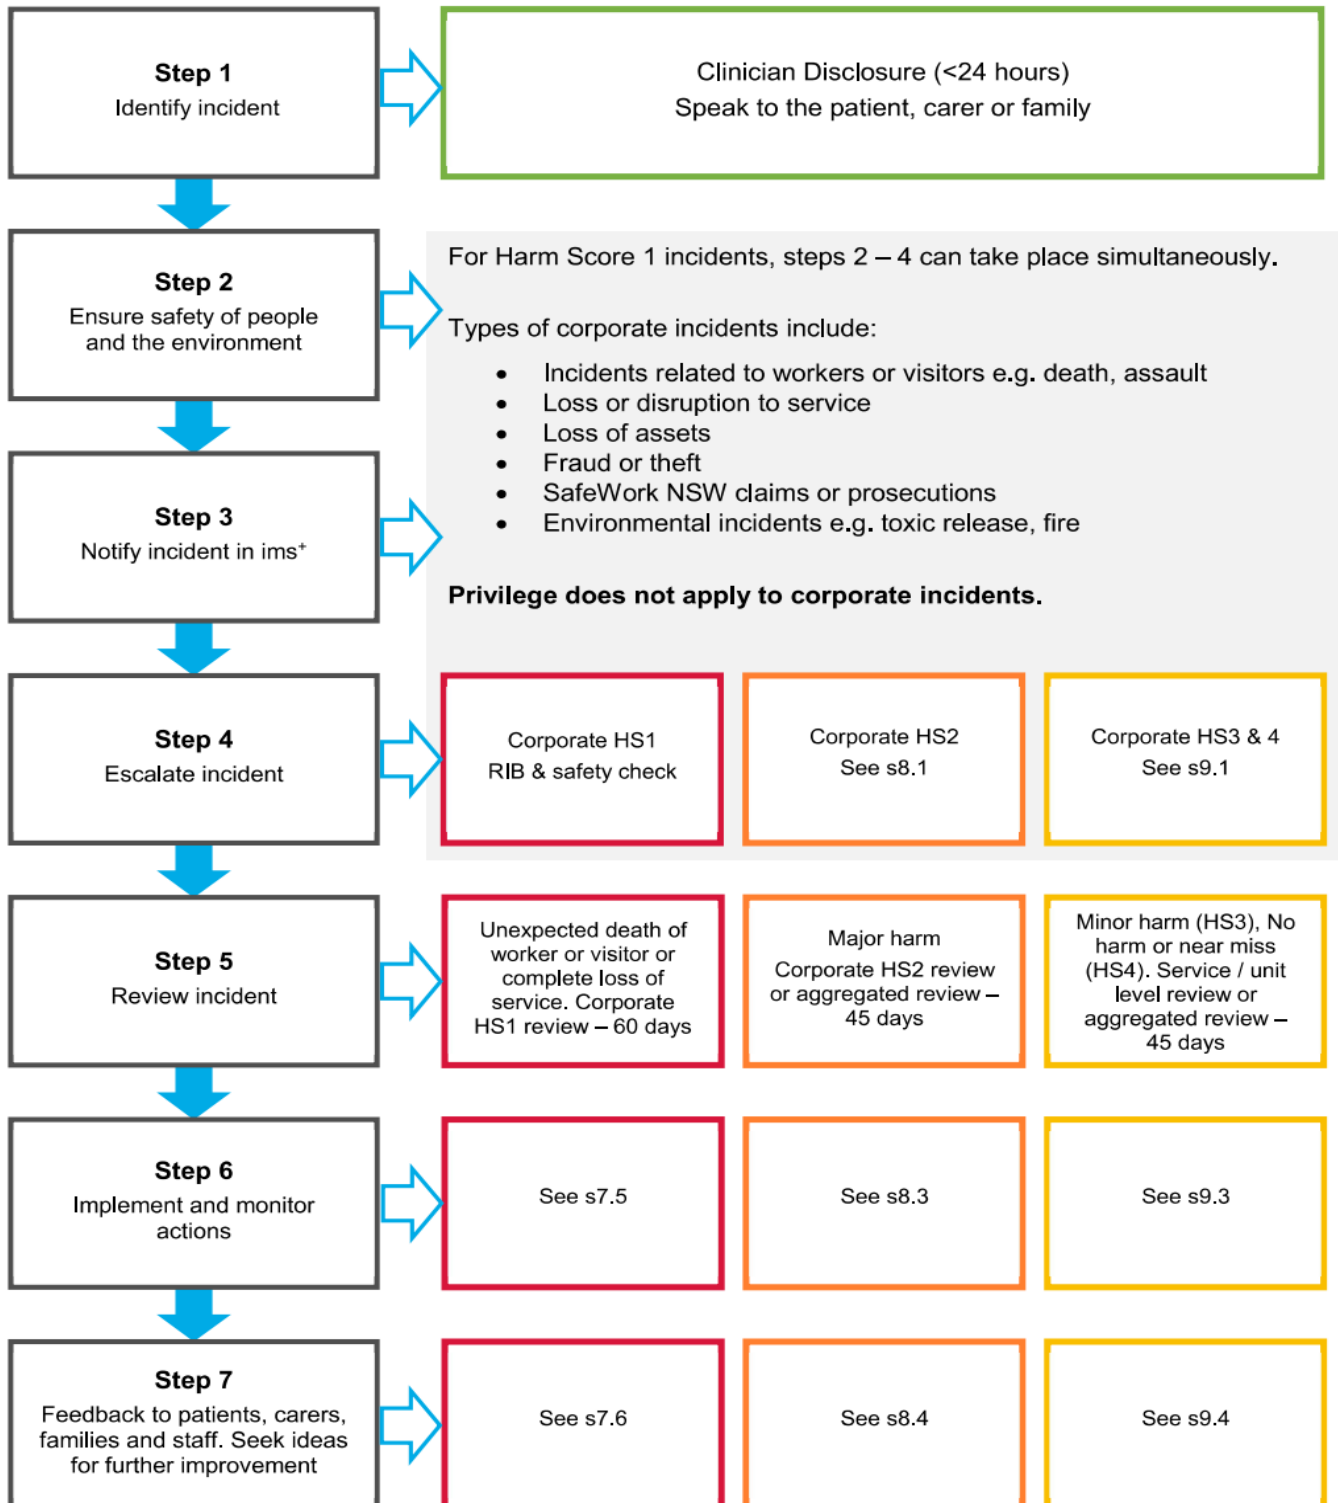 Step 1
Identify incident
Clinician Disclosure (<24 hours)
Speak to the patient, carer or family
Step 2
Ensure safety of people
and the environment
For Harm Score 1 incidents, steps 2 – 4 can take place simultaneously.
Types of corporate incidents include:
• Incidents related to workers or visitors e.g. death, assault
• Loss or disruption to service
• Loss of assets
• Fraud or theft
• SafeWork NSW claims or prosecutions
• Environmental incidents e.g. toxic release, fire
Privilege does not apply to corporate incidents.
Step 3
Notify incident in ims⁺
Step 4
Escalate incident
Corporate HS1
RIB & safety check
Corporate HS2
See s8.1
Corporate HS3 & 4
See s9.1
Step 5
Review incident
Unexpected death of
worker or visitor or
complete loss of
service. Corporate
HS1 review – 60 days
Major harm
Corporate HS2 review
or aggregated review –
45 days
Minor harm (HS3), No
harm or near miss
(HS4). Service / unit
level review or
aggregated review –
45 days
Step 6
Implement and monitor
actions
See s7.5
See s8.3
See s9.3
Step 7
Feedback to patients, carers,
families and staff. Seek ideas
for further improvement
See s7.6
See s8.4
See s9.4